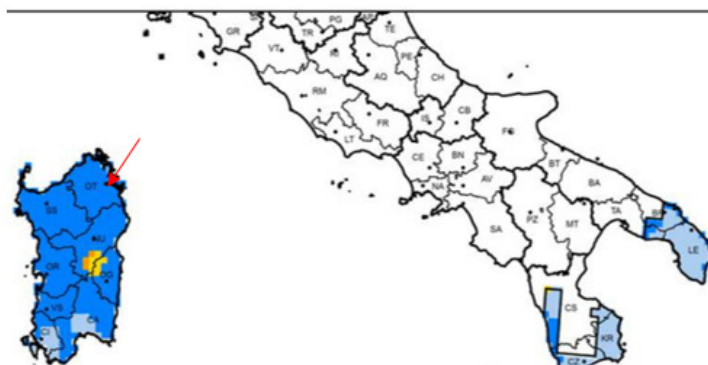 GR
TR
PG
TE
VT
RI
PE
AQ
CH
RM
FR
IS
CB
LT
FG
CE
BN
BT
NA
AV
BA
OT
SS
SA
PZ
MT
TA
BR
LE
NU
OR
OG
VS
CA
CI
CS
KR
CZ